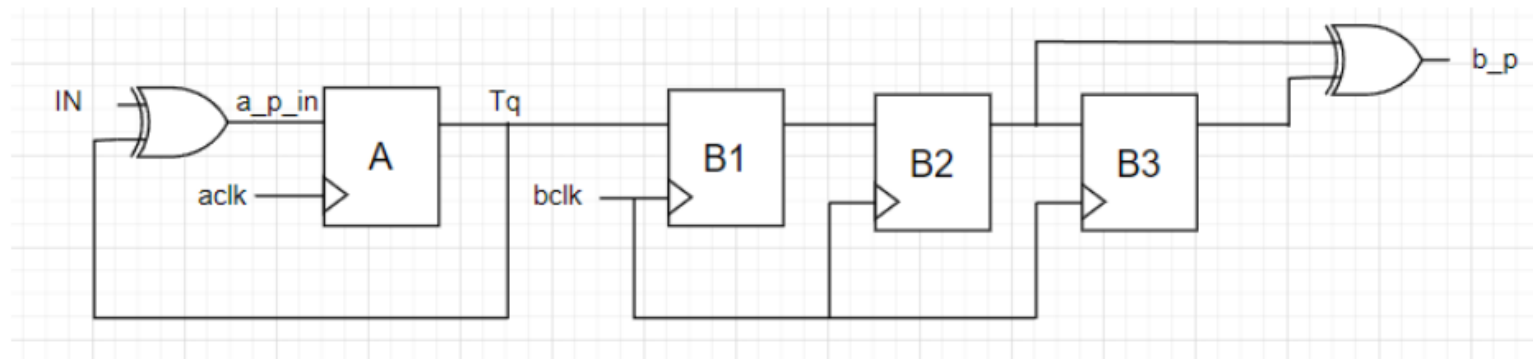 IN
a_p_in
A
aclk
Tq
bclk
B1
B2
B3
b_p